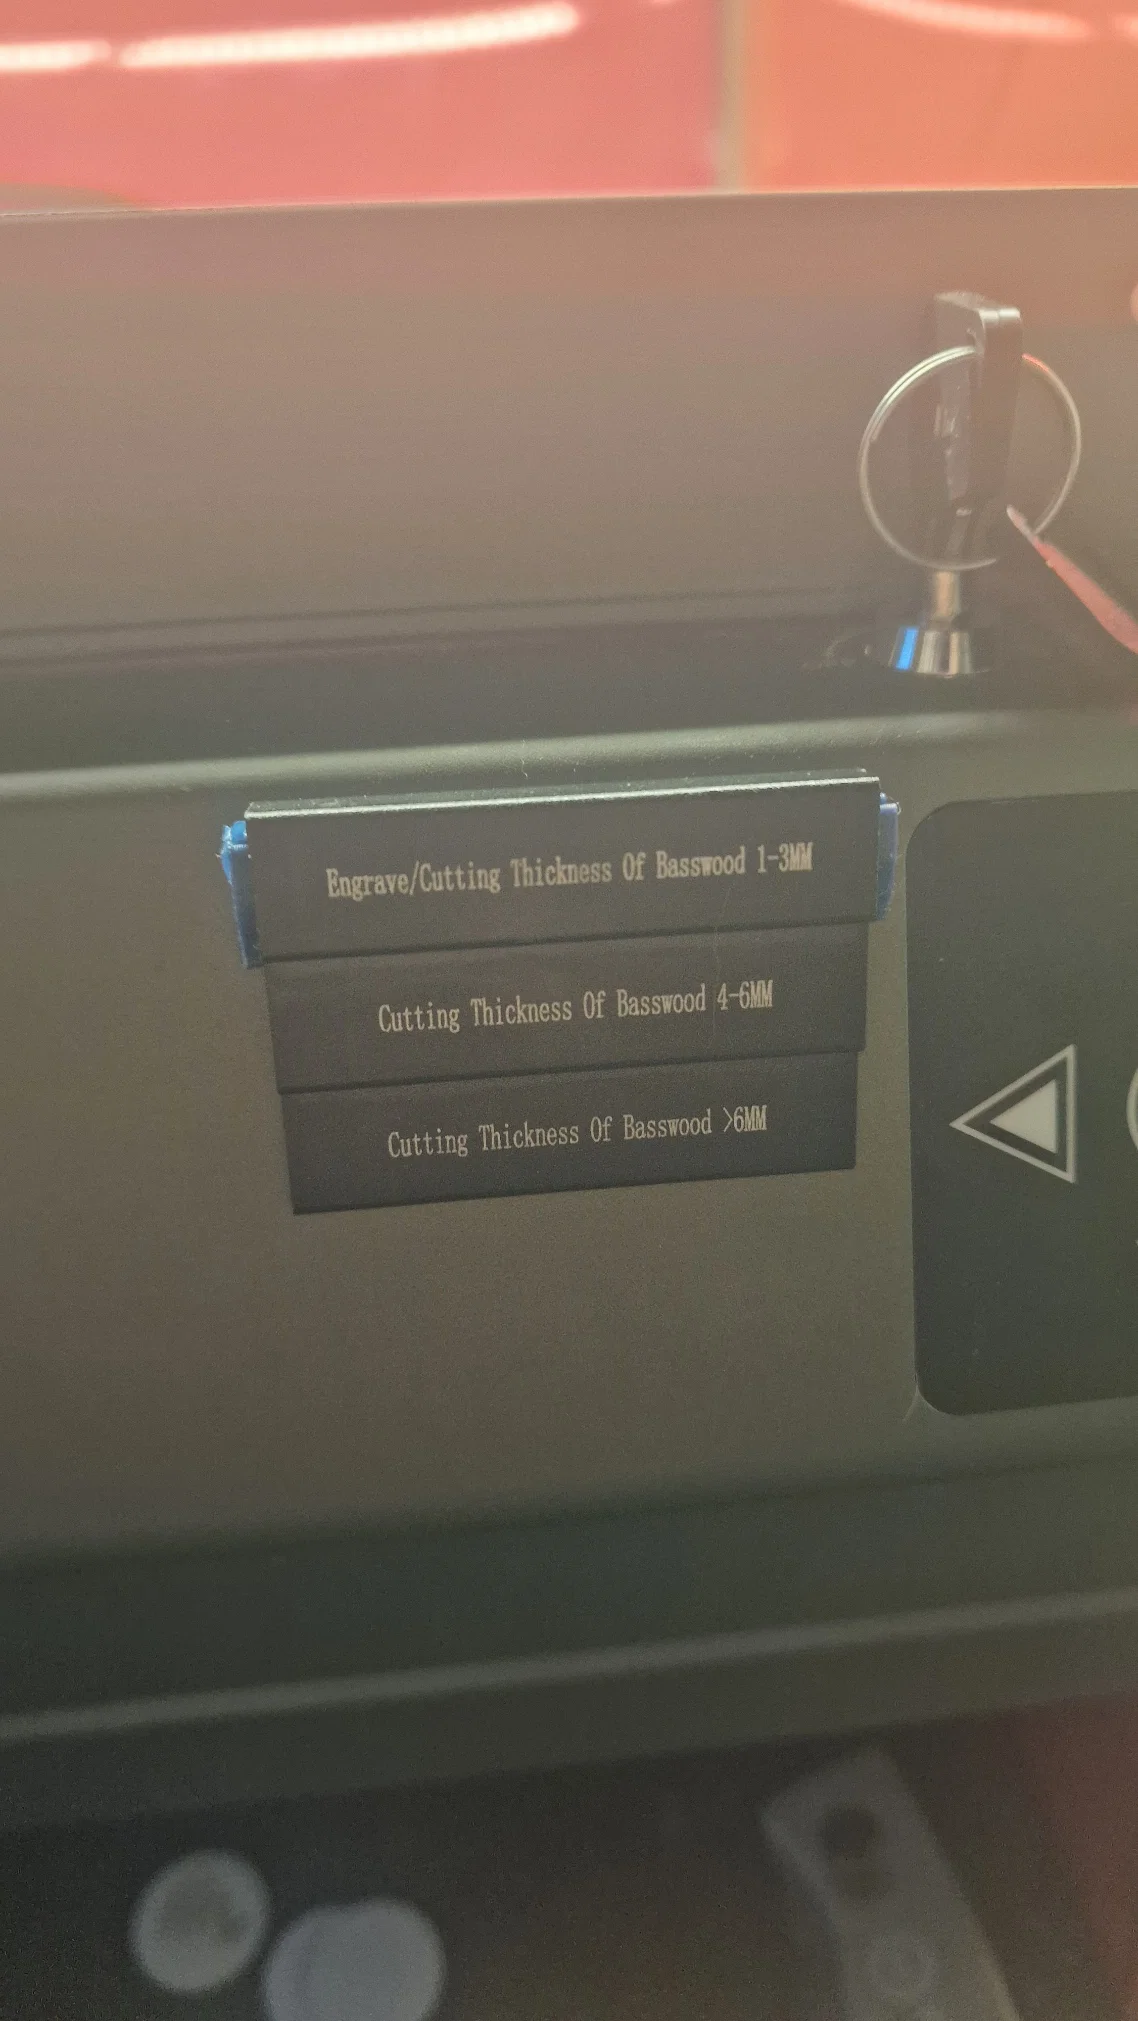 Engrave/Cutting Thickness Of Basswood 1-3MM
Cutting Thickness Of Basswood 4-6MM
Cutting Thickness Of Basswood >6MM